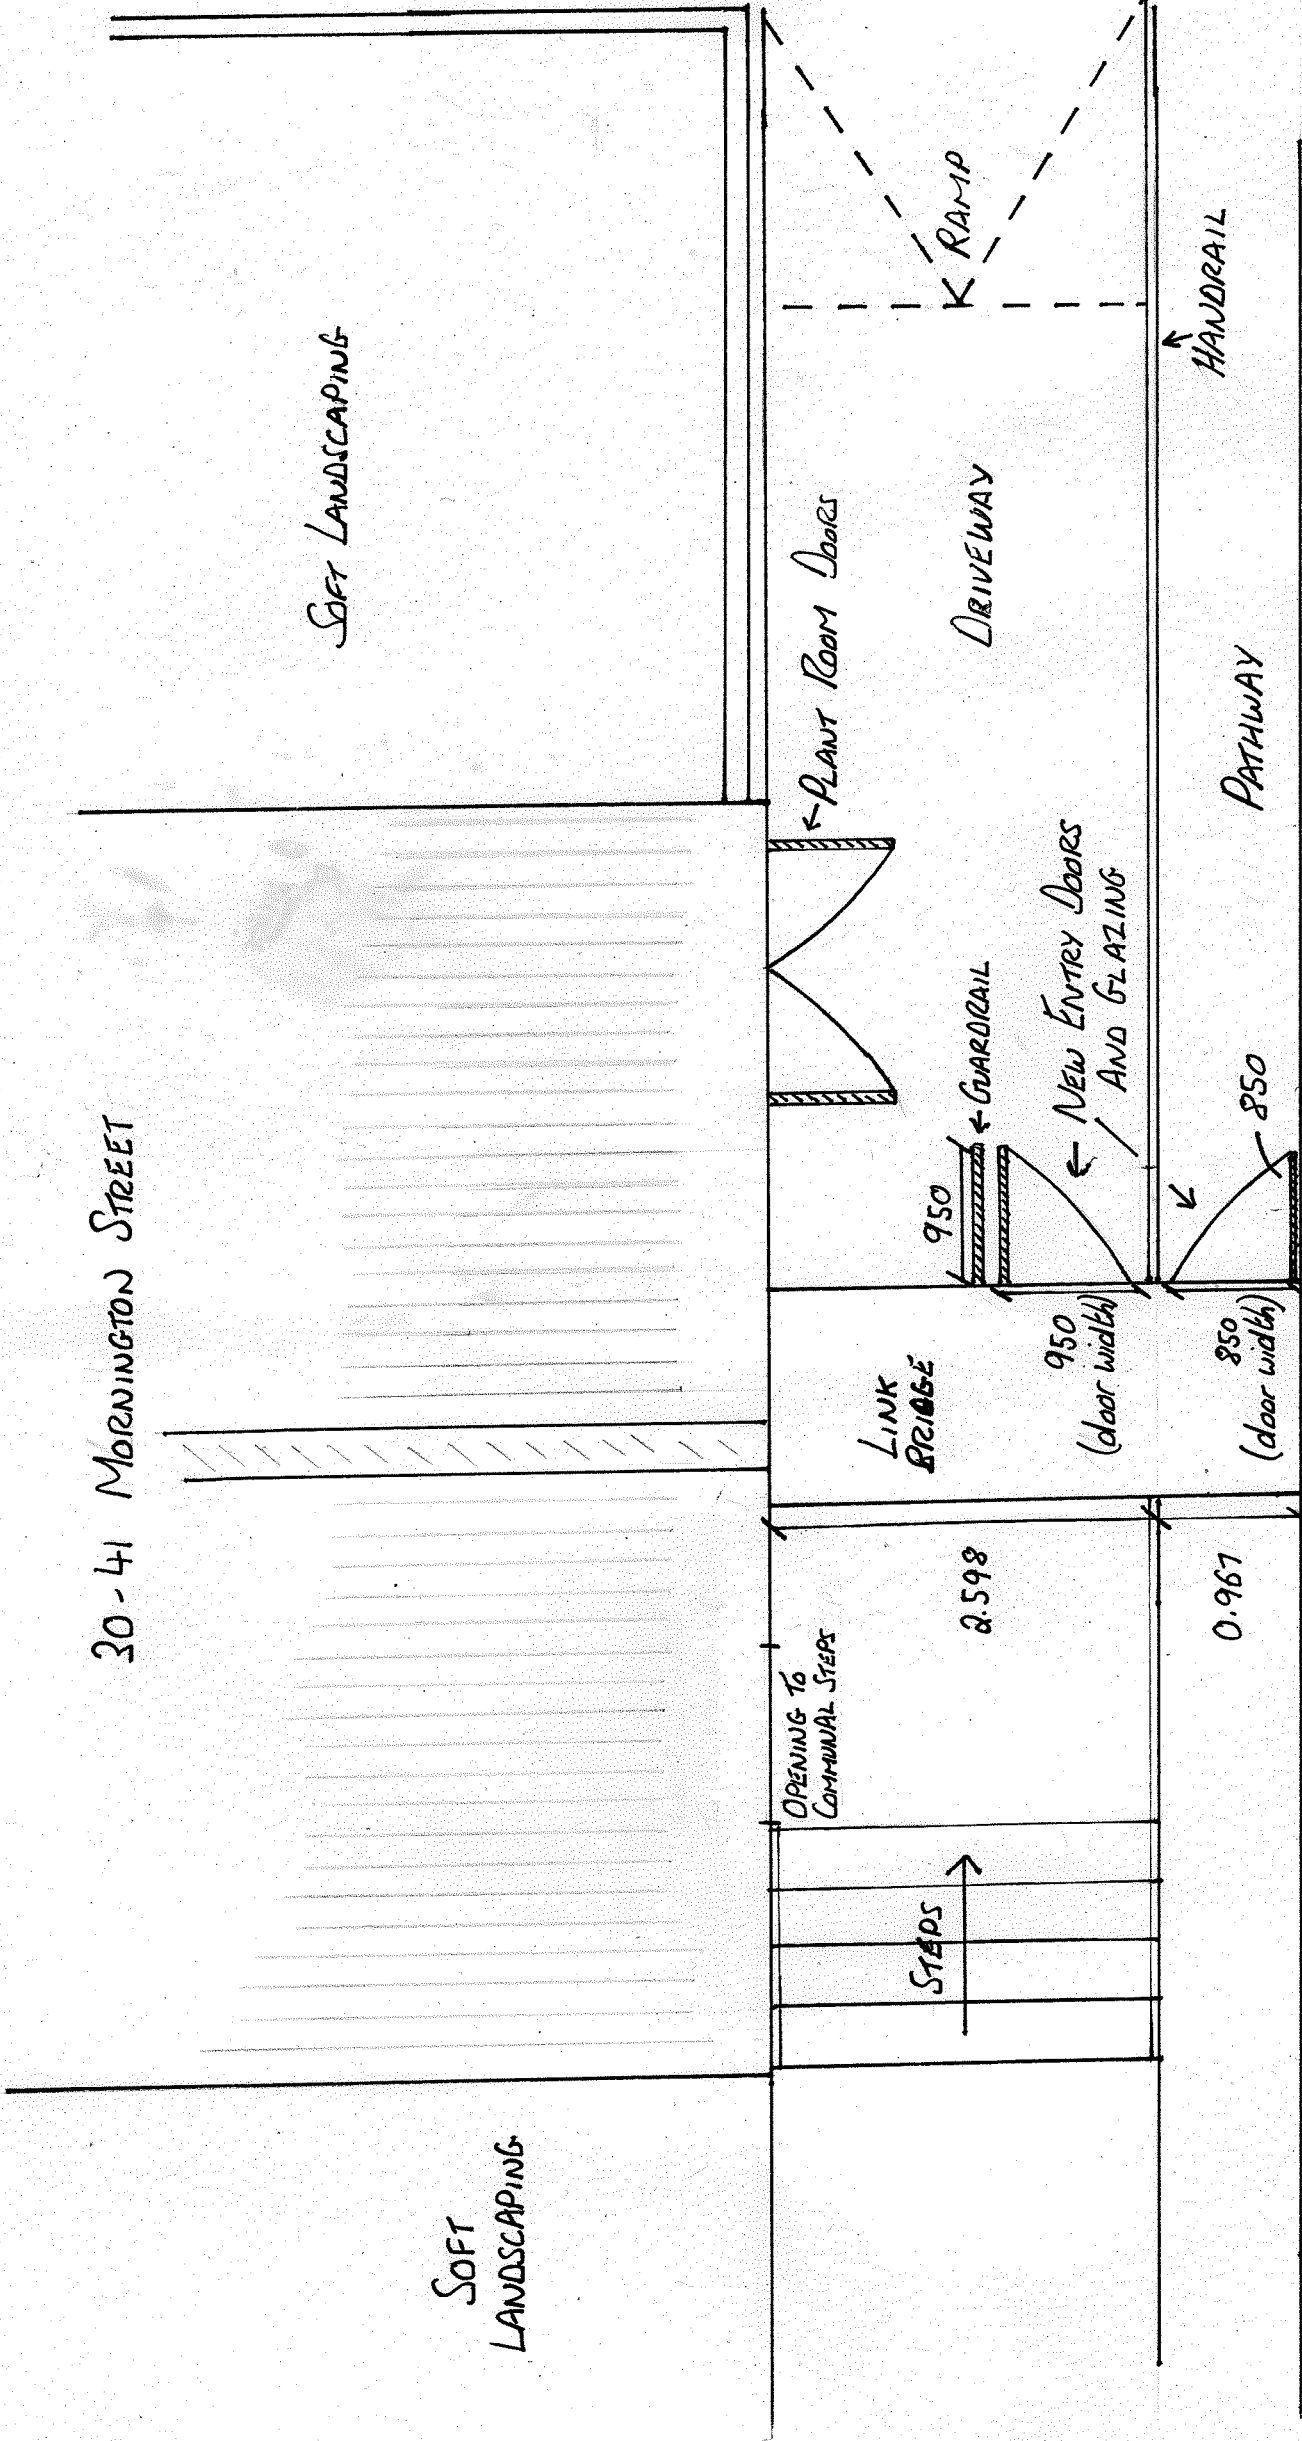 30-41 MORNINGTON STREET
SOFT LANDSCAPING
SOFT
LANDSCAPING
RAMP
HANDRAIL
DRIVEWAY
PLANT ROOM DOORS
PATHWAY
GUARDRAIL
NEW ENTRY DOORS
AND GLAZING
950
850
LINK
BRIDGE
950
(door width)
850
(door width)
2.598
0.967
OPENING TO
COMMUNAL STEPS
STEPS